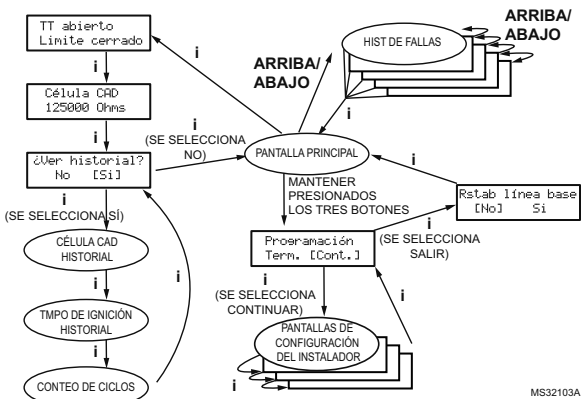 TT abierto
Limite cerrado
i
Célula CAD
125000 Ohms
i
¿Ver historial?
No [Si]
i
(SE SELECCIONA SÍ)
CÉLULA CAD
HISTORIAL
i
TMPO DE IGNICIÓN
HISTORIAL
i
CONTEO DE CICLOS
i
i
i
(SE SELECCIONA
NO)
ARRIBA/
ABAJO
HIST DE FALLAS
ARRIBA/
ABAJO
i
PANTALLA PRINCIPAL
i
MANTENER
PRESIONADOS
LOS TRES BOTONES
Rstab línea base
[No] Si
Programación
Term. [Cont.]
i
(SE SELECCIONA
SALIR)
i
(SE SELECCIONA
CONTINUAR)
i
PANTALLAS DE
CONFIGURACIÓN
DEL INSTALADOR
i
MS32103A